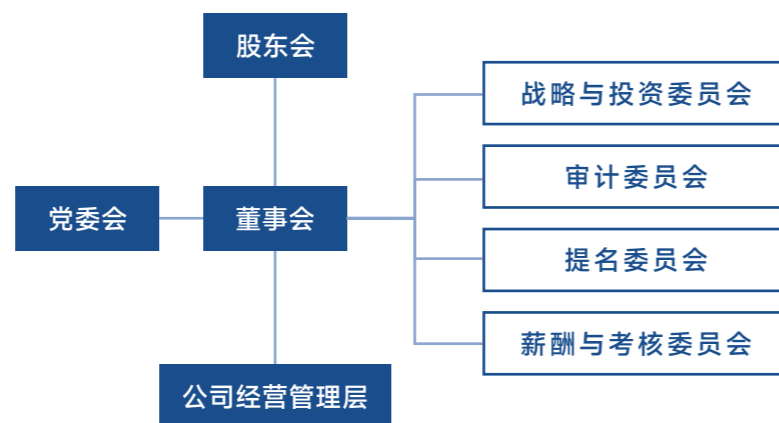 股东会
战略与投资委员会
审计委员会
党委会
董事会
提名委员会
薪酬与考核委员会
公司经营管理层